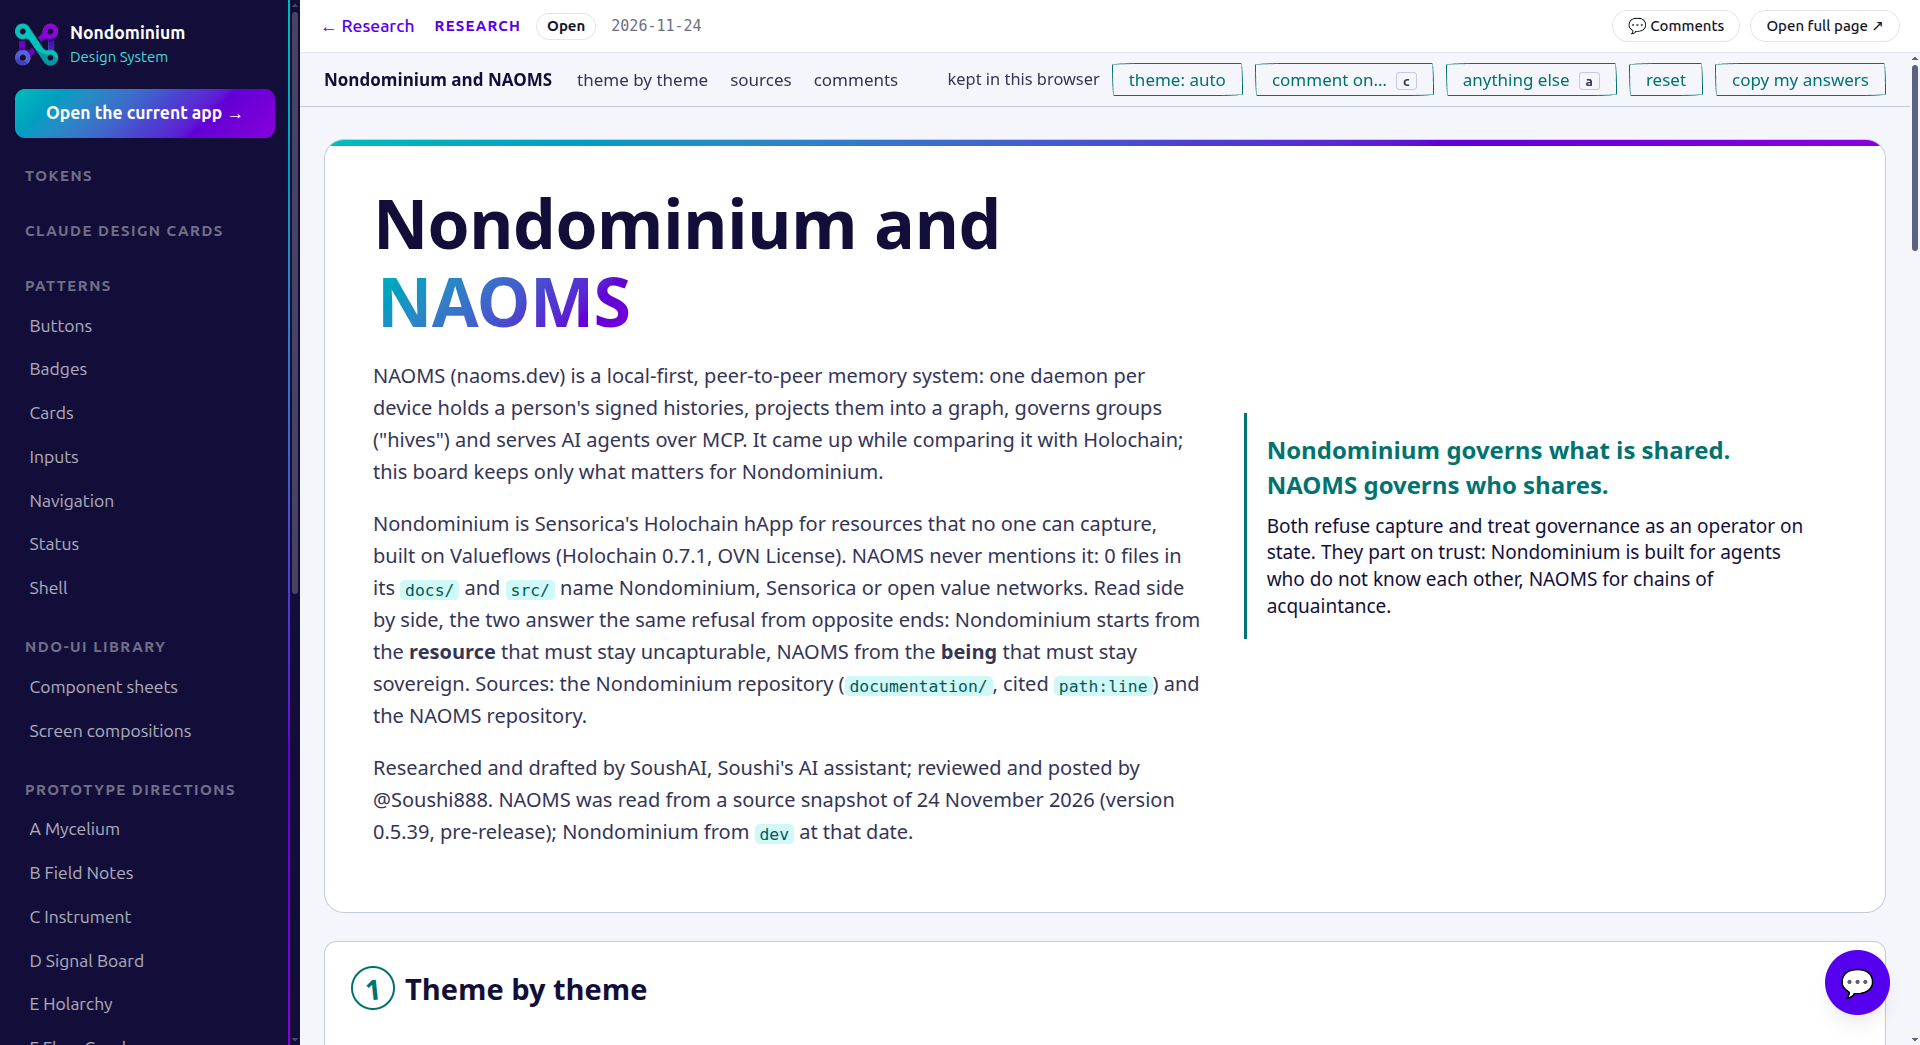 Nondominium
Design System
Open the current app →
TOKENS
CLAUDE DESIGN CARDS
PATTERNS
Buttons
Badges
Cards
Inputs
Navigation
Status
Shell
NDO-UI LIBRARY
Component sheets
Screen compositions
PROTOTYPE DIRECTIONS
A Mycelium
B Field Notes
C Instrument
D Signal Board
E Holarchy
← Research RESEARCH Open 2026-11-24 💬 Comments Open full page ↗
Nondominium and NAOMS theme by theme sources comments kept in this browser theme: auto comment on... c anything else a reset copy my answers
Nondominium and
NAOMS
NAOMS (naoms.dev) is a local-first, peer-to-peer memory system: one daemon per
device holds a person's signed histories, projects them into a graph, governs groups
("hives") and serves AI agents over MCP. It came up while comparing it with Holochain;
this board keeps only what matters for Nondominium.
Nondominium is Sensorica's Holochain hApp for resources that no one can capture,
built on Valueflows (Holochain 0.7.1, OVN License). NAOMS never mentions it: 0 files in
its docs/ and src/ name Nondominium, Sensorica or open value networks. Read side
by side, the two answer the same refusal from opposite ends: Nondominium starts from
the resource that must stay uncapturable, NAOMS from the being that must stay
sovereign. Sources: the Nondominium repository (documentation/, cited path:line) and
the NAOMS repository.
Researched and drafted by SoushAI, Soushi's AI assistant; reviewed and posted by
@Soushi888. NAOMS was read from a source snapshot of 24 November 2026 (version
0.5.39, pre-release); Nondominium from dev at that date.
Nondominium governs what is shared.
NAOMS governs who shares.
Both refuse capture and treat governance as an operator on
state. They part on trust: Nondominium is built for agents
who do not know each other, NAOMS for chains of
acquaintance.
1 Theme by theme